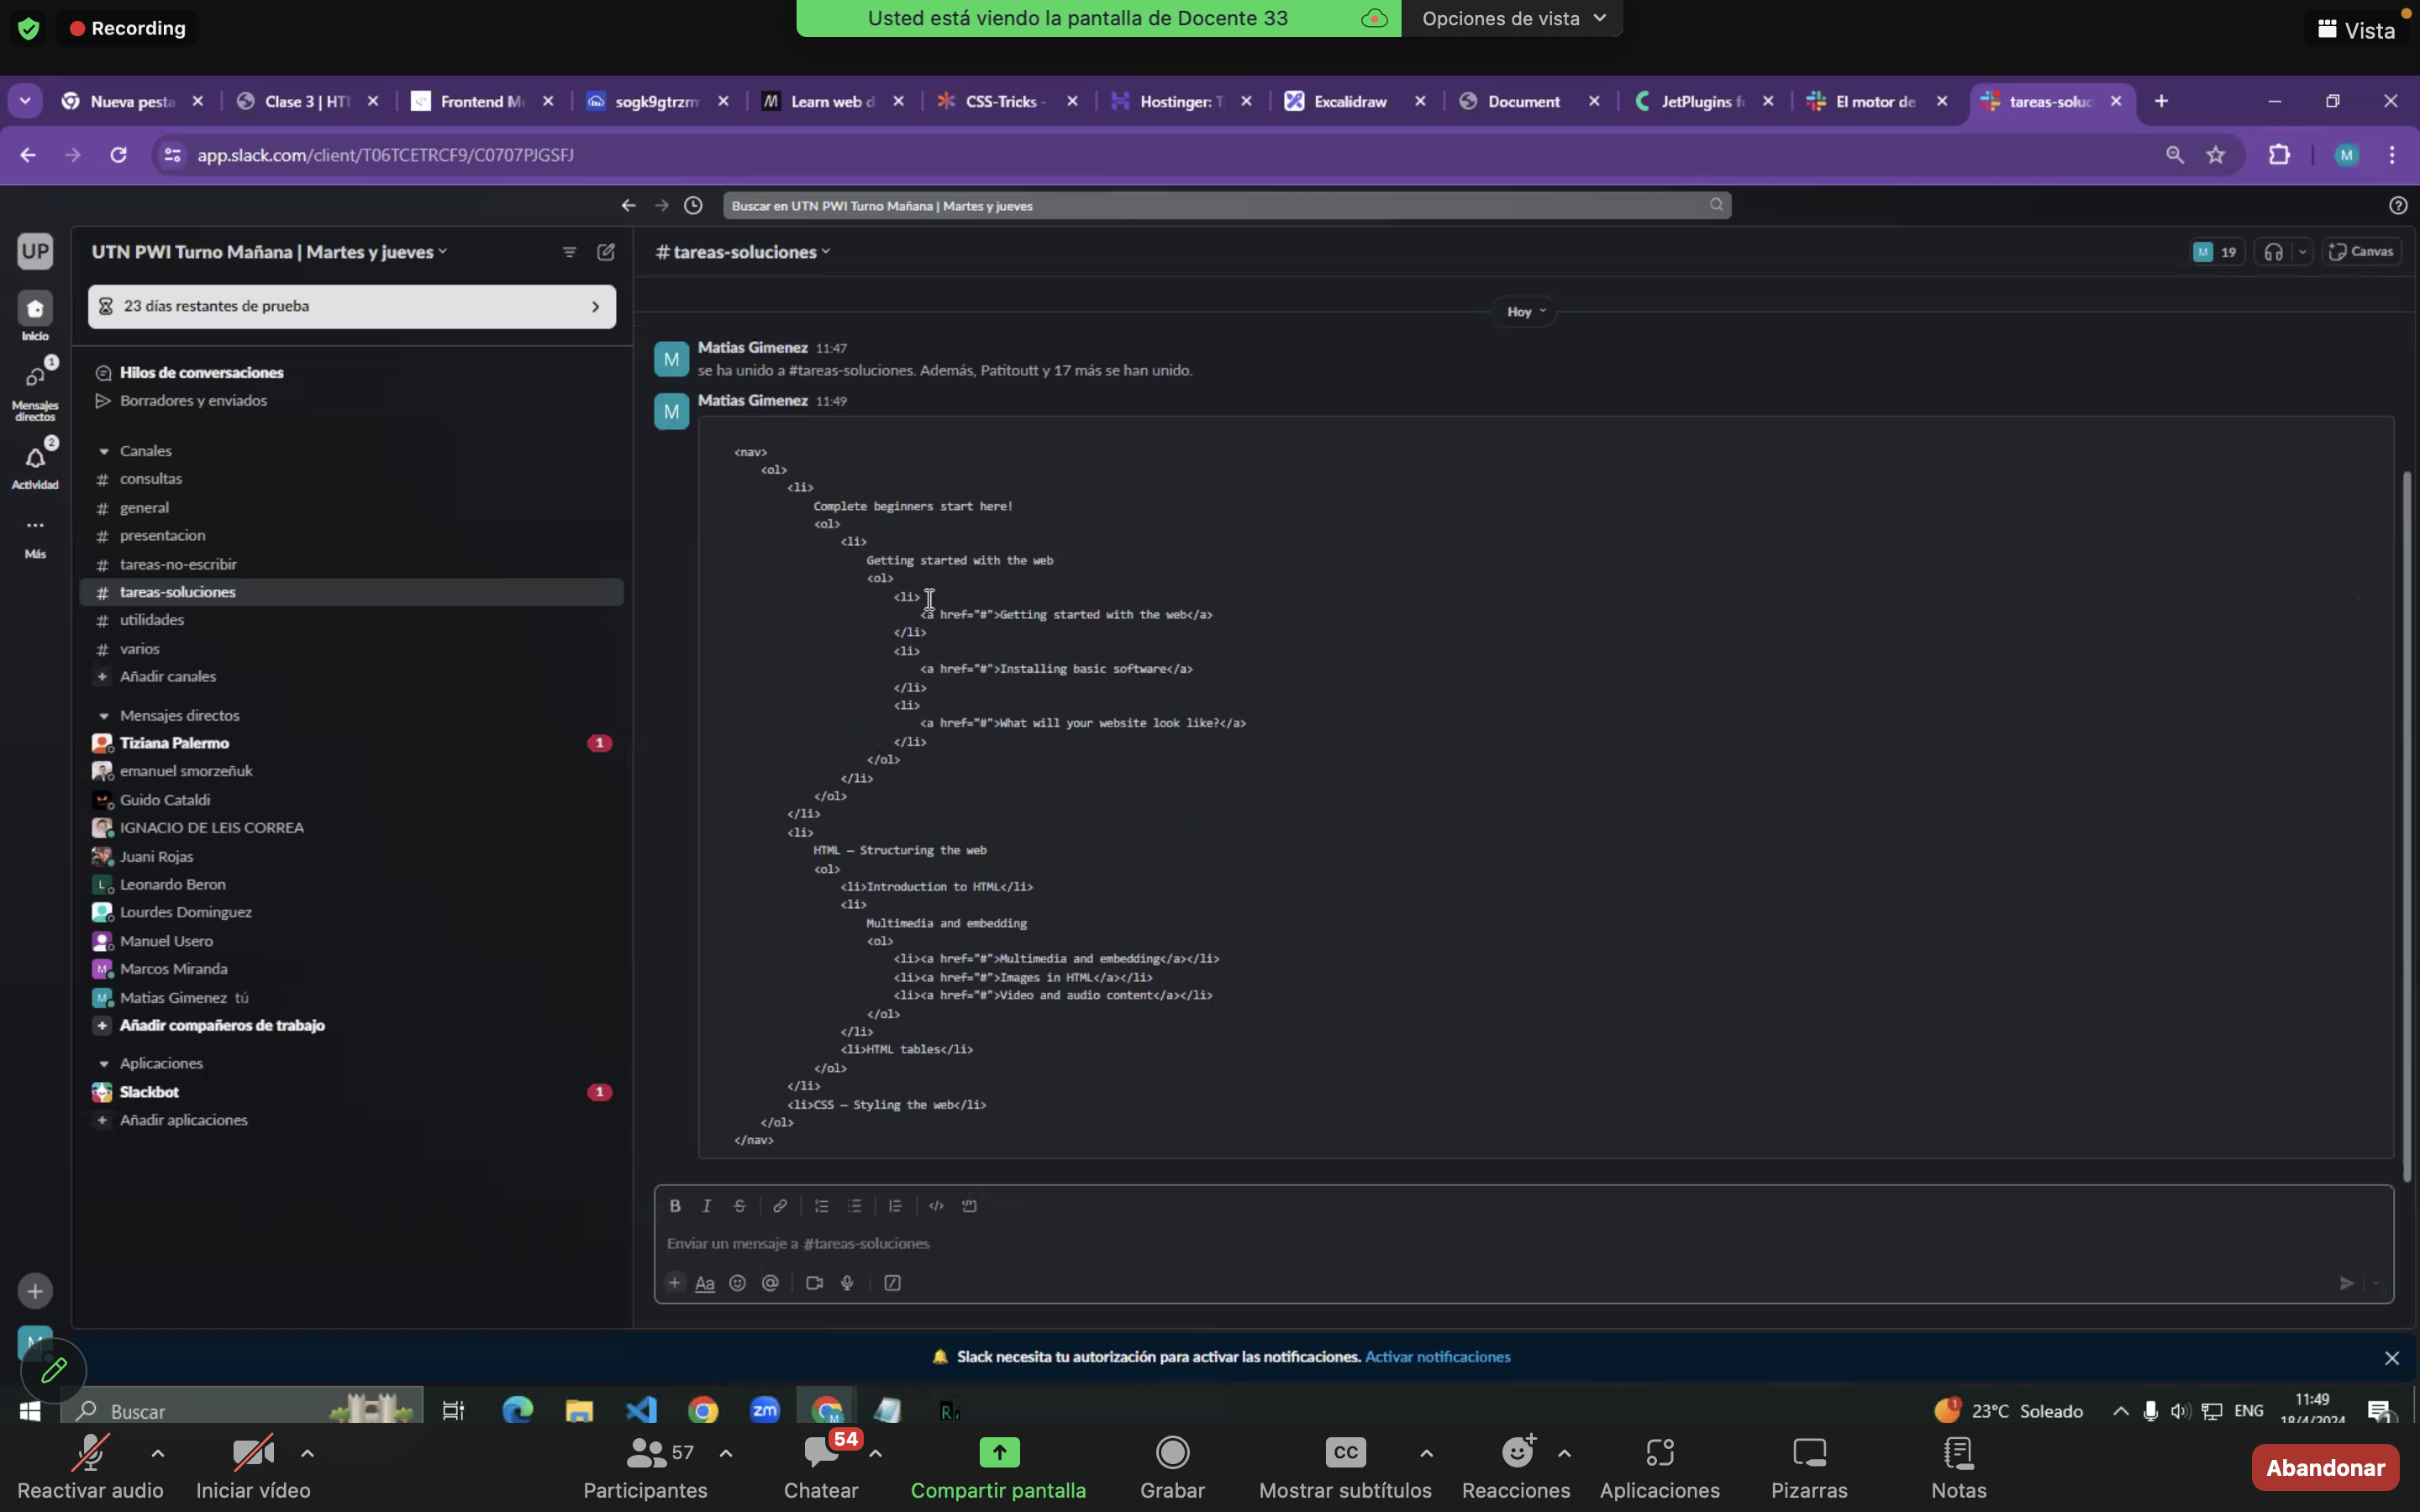 Recording
Usted está viendo la pantalla de Docente 33
Opciones de vista
Vista
Nueva pesta
Clase 3 | HT
Frontend M
sogk9gtrzm
Learn web d
CSS-Tricks -
Hostinger: T
Excalidraw
Document
JetPlugins f
El motor de
tareas-soluc
app.slack.com/client/T06TCETRCF9/C0707PJGSFJ
M
Buscar en UTN PWI Turno Mañana | Martes y jueves
UP
Inicio
1
Mensajes
directos
2
Actividad
Más
UTN PWI Turno Mañana | Martes y jueves
23 días restantes de prueba
Hilos de conversaciones
Borradores y enviados
Canales
# consultas
# general
# presentacion
# tareas-no-escribir
# tareas-soluciones
# utilidades
# varios
+ Añadir canales
Mensajes directos
Tiziana Palermo 1
emanuel smorzeñuk
Guido Cataldi
IGNACIO DE LEIS CORREA
Juani Rojas
L Leonardo Beron
Lourdes Dominguez
Manuel Usero
M Marcos Miranda
M Matias Gimenez tú
+ Añadir compañeros de trabajo
Aplicaciones
Slackbot 1
+ Añadir aplicaciones
# tareas-soluciones
M 19
Canvas
Hoy
M
Matias Gimenez 11:47
se ha unido a #tareas-soluciones. Además, Patitoutt y 17 más se han unido.
M
Matias Gimenez 11:49
<nav>
<ol>
<li>
Complete beginners start here!
<ol>
<li>
Getting started with the web
<ol>
<li>
<a href="#">Getting started with the web</a>
</li>
<li>
<a href="#">Installing basic software</a>
</li>
<li>
<a href="#">What will your website look like?</a>
</li>
</ol>
</li>
</ol>
</li>
<li>
HTML — Structuring the web
<ol>
<li>Introduction to HTML</li>
<li>
Multimedia and embedding
<ol>
<li><a href="#">Multimedia and embedding</a></li>
<li><a href="#">Images in HTML</a></li>
<li><a href="#">Video and audio content</a></li>
</ol>
</li>
<li>HTML tables</li>
</ol>
</li>
<li>CSS — Styling the web</li>
</ol>
</nav>
B I S
Enviar un mensaje a #tareas-soluciones
+ Aa @
Slack necesita tu autorización para activar las notificaciones. Activar notificaciones
Buscar
zm
23°C Soleado
ENG
11:49
18/4/2024
Reactivar audio
Iniciar vídeo
57
Participantes
54
Chatear
Compartir pantalla
Grabar
CC
Mostrar subtítulos
Reacciones
Aplicaciones
Pizarras
Notas
Abandonar